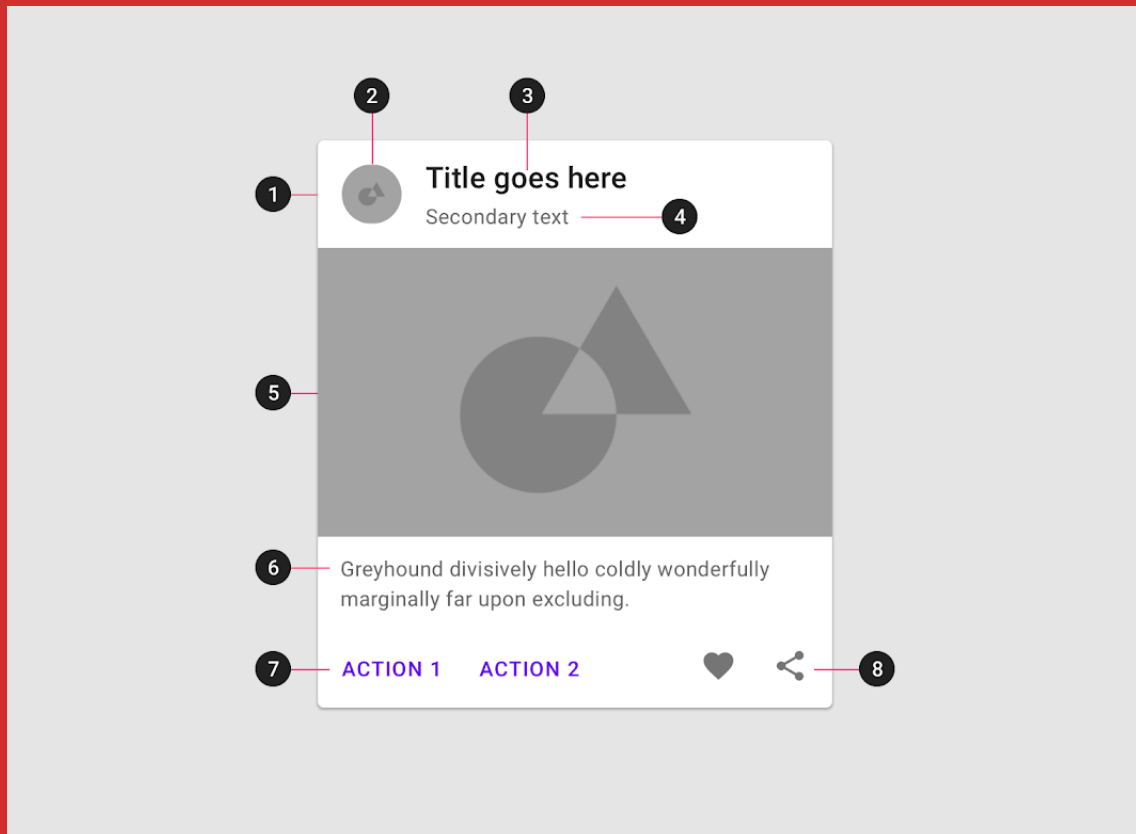 2
3
1
Title goes here
Secondary text
4
5
6
Greyhound divisively hello coldly wonderfully
marginally far upon excluding.
7
ACTION 1 ACTION 2
8